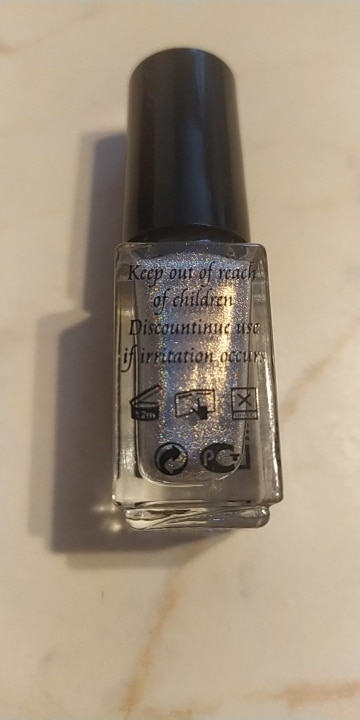 Keep out of reach
of children
Discountinue use
if irritation occurs